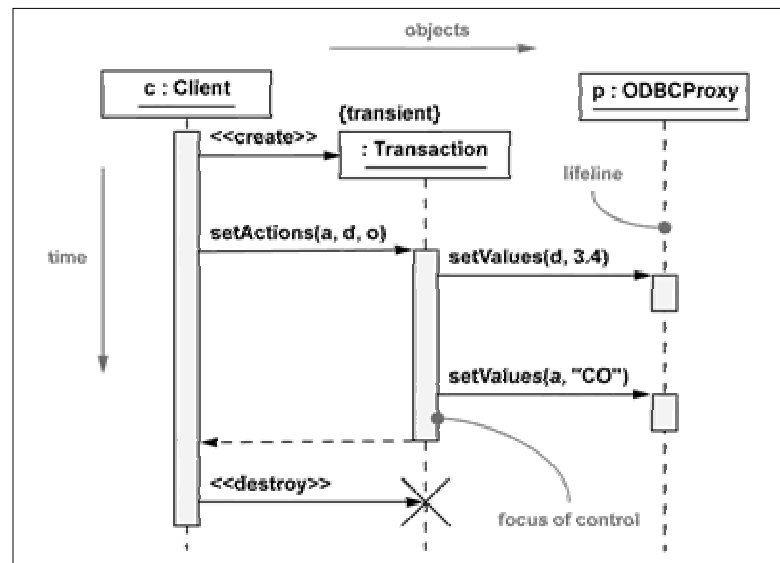 objects
c : Client
p : ODBCProxy
{transient}
<<create>>
: Transaction
lifeline
setActions(a, d, o)
setValues(d, 3.4)
time
setValues(a, "CO")
<<destroy>>
focus of control